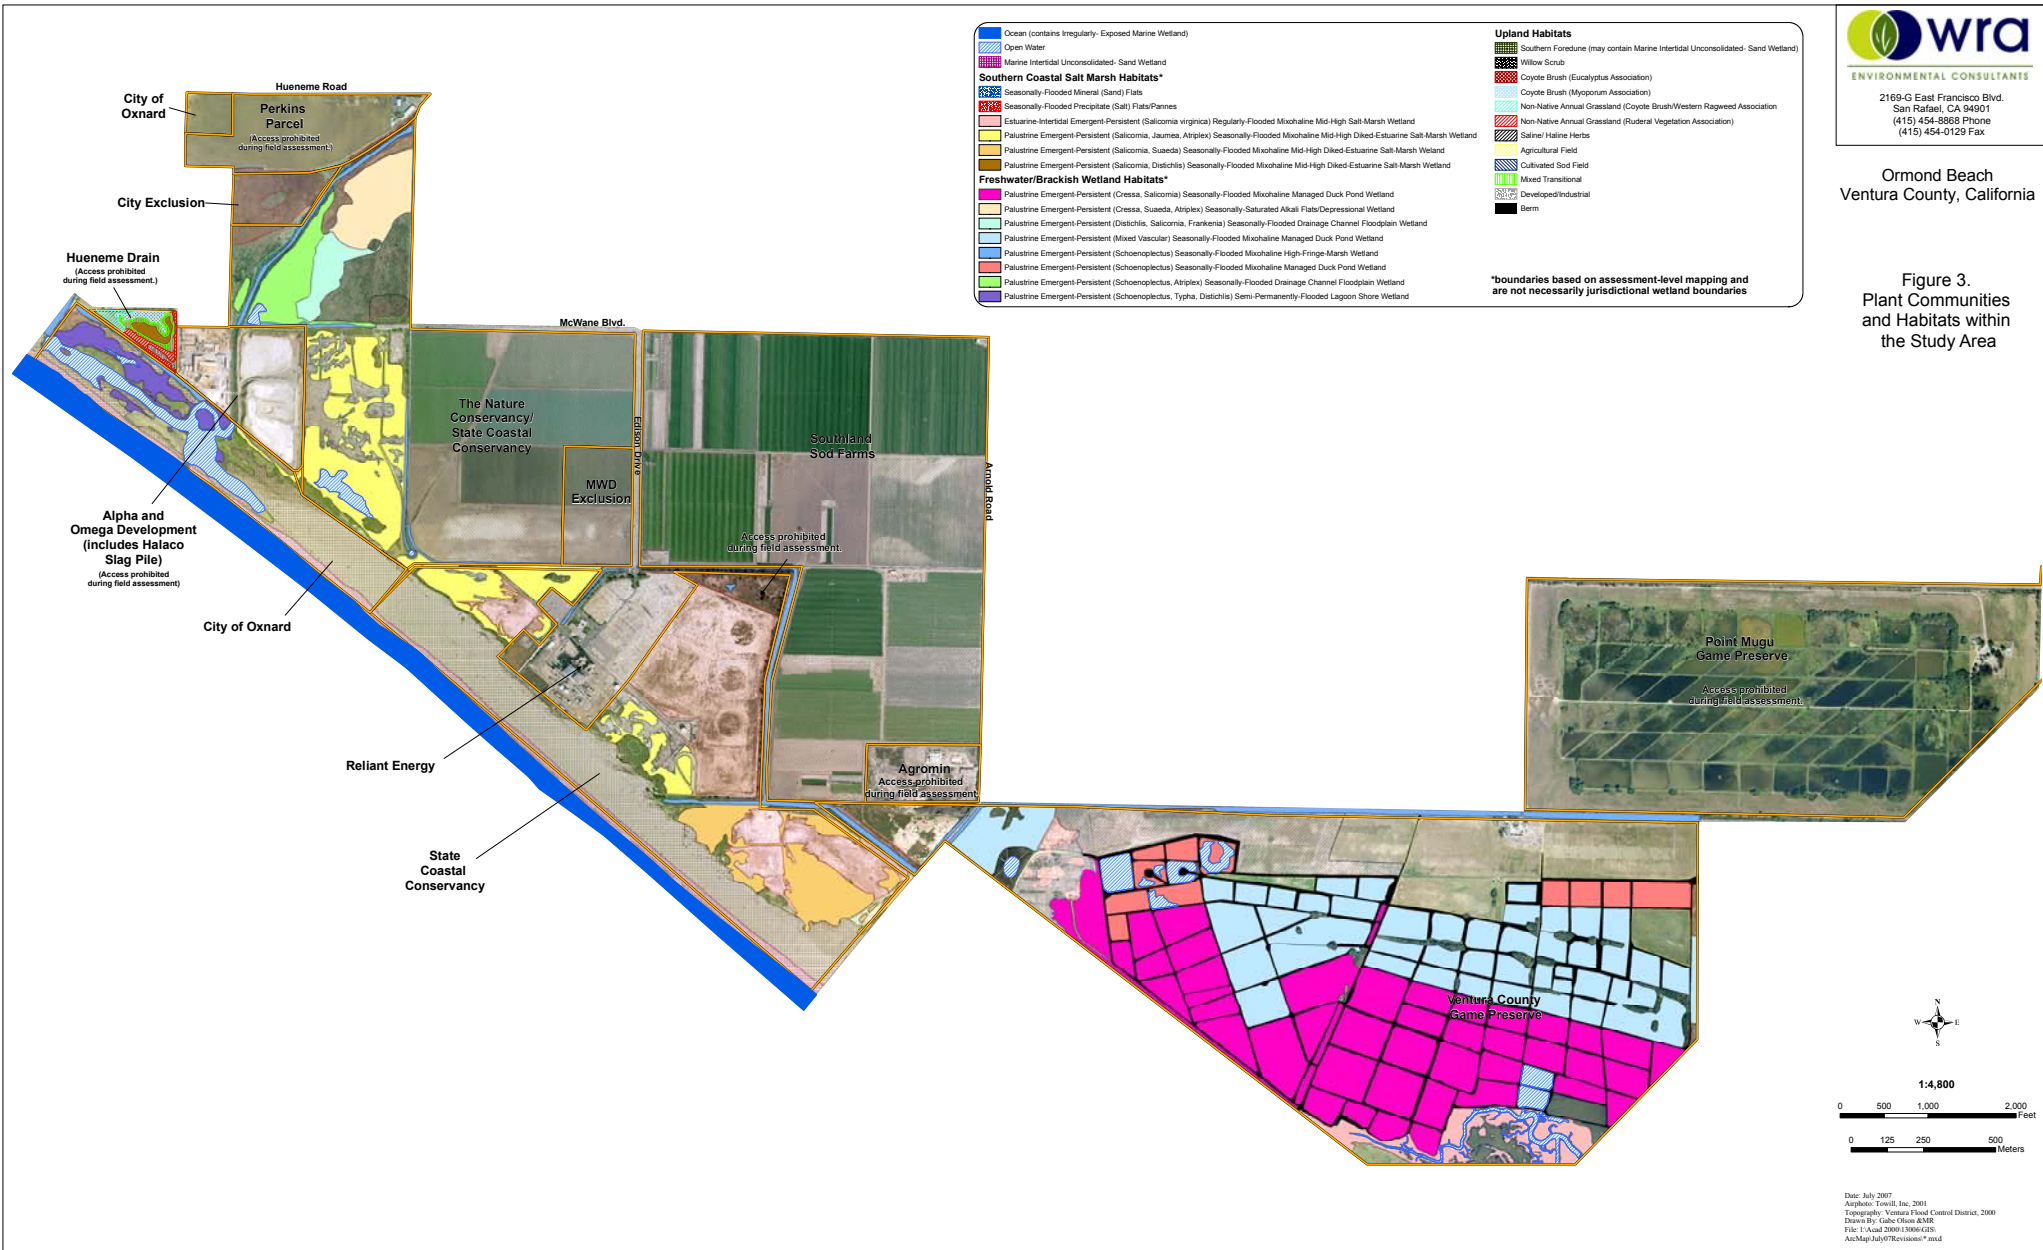 Ocean (contains Irregularly- Exposed Marine Wetland)
Open Water
Marine Intertidal Unconsolidated- Sand Wetland
Southern Coastal Salt Marsh Habitats*
Seasonally-Flooded Mineral (Sand) Flats
Seasonally-Flooded Precipitate (Salt) Flats/Pannes
Estuarine-Intertidal Emergent-Persistent (Salicornia virginica) Regularly-Flooded Mixohaline Mid-High Salt-Marsh Wetland
Palustrine Emergent-Persistent (Salicornia, Jaumea, Atriplex) Seasonally-Flooded Mixohaline Mid-High Diked-Estuarine Salt-Marsh Wetland
Palustrine Emergent-Persistent (Salicornia, Suaeda) Seasonally-Flooded Mixohaline Mid-High Diked-Estuarine Salt-Marsh Weland
Palustrine Emergent-Persistent (Salicornia, Distichlis) Seasonally-Flooded Mixohaline Mid-High Diked-Estuarine Salt-Marsh Wetland
Freshwater/Brackish Wetland Habitats*
Palustrine Emergent-Persistent (Cressa, Salicornia) Seasonally-Flooded Mixohaline Managed Duck Pond Wetland
Palustrine Emergent-Persistent (Cressa, Suaeda, Atriplex) Seasonally-Saturated Alkali Flats/Depressional Wetland
Palustrine Emergent-Persistent (Distichlis, Salicornia, Frankenia) Seasonally-Flooded Drainage Channel Floodplain Wetland
Palustrine Emergent-Persistent (Mixed Vascular) Seasonally-Flooded Mixohaline Managed Duck Pond Wetland
Palustrine Emergent-Persistent (Schoenoplectus) Seasonally-Flooded Mixohaline High-Fringe-Marsh Wetland
Palustrine Emergent-Persistent (Schoenoplectus) Seasonally-Flooded Mixohaline Managed Duck Pond Wetland
Palustrine Emergent-Persistent (Schoenoplectus, Atriplex) Seasonally-Flooded Drainage Channel Floodplain Wetland
Palustrine Emergent-Persistent (Schoenoplectus, Typha, Distichlis) Semi-Permanently-Flooded Lagoon Shore Wetland
Upland Habitats
Southern Foredune (may contain Marine Intertidal Unconsolidated- Sand Wetland)
Willow Scrub
Coyote Brush (Eucalyptus Association)
Coyote Brush (Myoporum Association)
Non-Native Annual Grassland (Coyote Brush/Western Ragweed Association
Non-Native Annual Grassland (Ruderal Vegetation Association)
Saline/ Haline Herbs
Agricultural Field
Cultivated Sod Field
Mixed Transitional
Developed/Industrial
Berm
*boundaries based on assessment-level mapping and
are not necessarily jurisdictional wetland boundaries
wra
ENVIRONMENTAL CONSULTANTS
2169-G East Francisco Blvd.
San Rafael, CA 94901
(415) 454-8868 Phone
(415) 454-0129 Fax
Ormond Beach
Ventura County, California
Figure 3.
Plant Communities
and Habitats within
the Study Area
Hueneme Road
City of
Oxnard
Perkins
Parcel
(Access prohibited
during field assessment.)
City Exclusion
Hueneme Drain
(Access prohibited
during field assessment.)
McWane Blvd.
The Nature
Conservancy/
State Coastal
Conservancy
Edison Drive
MWD
Exclusion
Southland
Sod Farms
Arnold Road
Access prohibited
during field assessment.
Alpha and
Omega Development
(includes Halaco
Slag Pile)
(Access prohibited
during field assessment)
City of Oxnard
Reliant Energy
State
Coastal
Conservancy
Agromin
Access prohibited
during field assessment.
Point Mugu
Game Preserve
Access prohibited
during field assessment.
Ventura County
Game Preserve
N
W E
S
1:4,800
0 500 1,000 2,000
Feet
0 125 250 500
Meters
Date: July 2007
Airphoto: Towill, Inc, 2001
Topography: Ventura Flood Control District, 2000
Drawn By: Gabe Olson &MR
File: I:\Acad 2000\13006\GIS\
ArcMap\July07Revisions\*.mxd